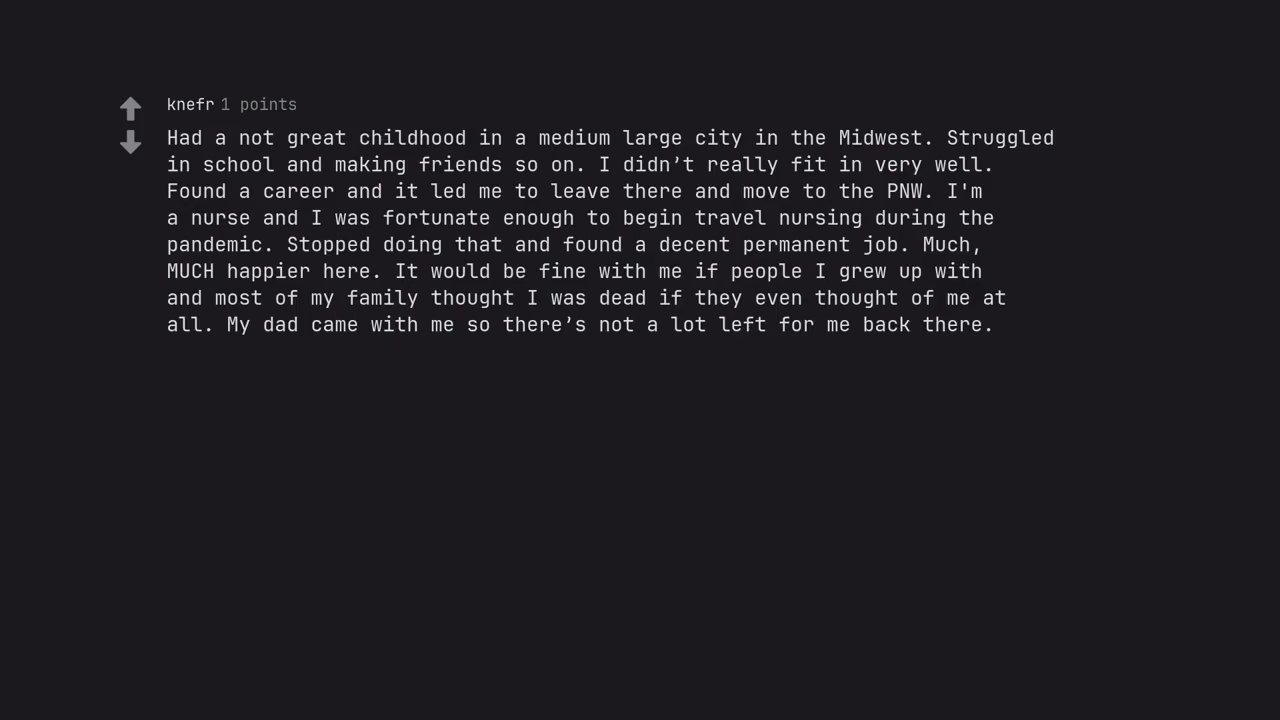 knefr 1 points
Had a not great childhood in a medium large city in the Midwest. Struggled
in school and making friends so on. I didn’t really fit in very well.
Found a career and it led me to leave there and move to the PNW. I'm
a nurse and I was fortunate enough to begin travel nursing during the
pandemic. Stopped doing that and found a decent permanent job. Much,
MUCH happier here. It would be fine with me if people I grew up with
and most of my family thought I was dead if they even thought of me at
all. My dad came with me so there’s not a lot left for me back there.